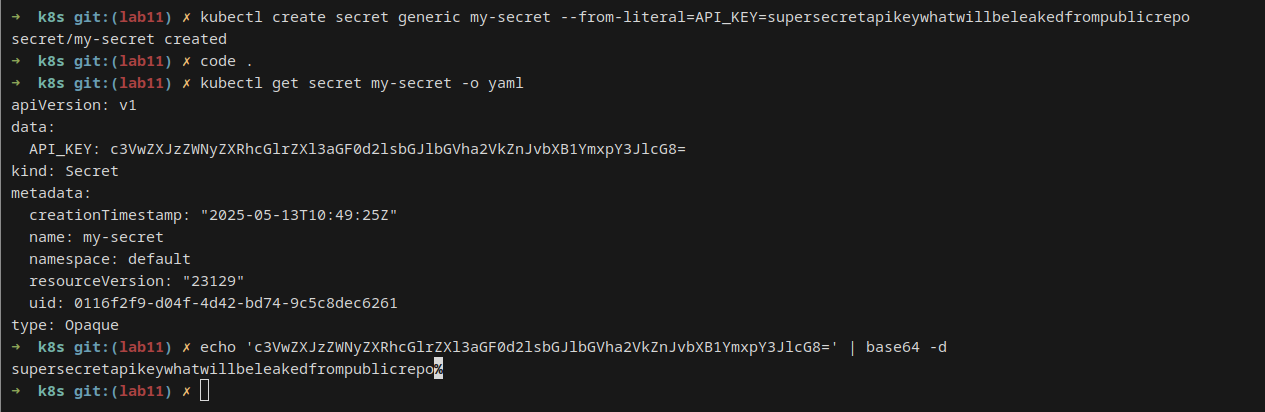 → k8s git:(lab11) ✗ kubectl create secret generic my-secret --from-literal=API_KEY=supersecretapikeywhatwillbeleakedfrompublicrepo
secret/my-secret created
→ k8s git:(lab11) ✗ code .
→ k8s git:(lab11) ✗ kubectl get secret my-secret -o yaml
apiVersion: v1
data:
  API_KEY: c3VwZXJzZWNyZXRhcGlrZXl3aGF0d2lsbGJlbGVha2VkZnJvbXB1YmxpY3JlcG8=
kind: Secret
metadata:
  creationTimestamp: "2025-05-13T10:49:25Z"
  name: my-secret
  namespace: default
  resourceVersion: "23129"
  uid: 0116f2f9-d04f-4d42-bd74-9c5c8dec6261
type: Opaque
→ k8s git:(lab11) ✗ echo 'c3VwZXJzZWNyZXRhcGlrZXl3aGF0d2lsbGJlbGVha2VkZnJvbXB1YmxpY3JlcG8=' | base64 -d
supersecretapikeywhatwillbeleakedfrompublicrepo%
→ k8s git:(lab11) ✗